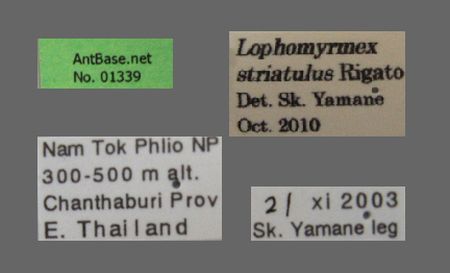 AntBase.net
No. 01339
Lophomyrmex
striatulus Rigato
Det. Sk. Yamane
Oct. 2010
Nam Tok Phlio NP
300-500 m alt.
Chanthaburi Prov
E. Thailand
21 xi 2003
Sk. Yamane leg